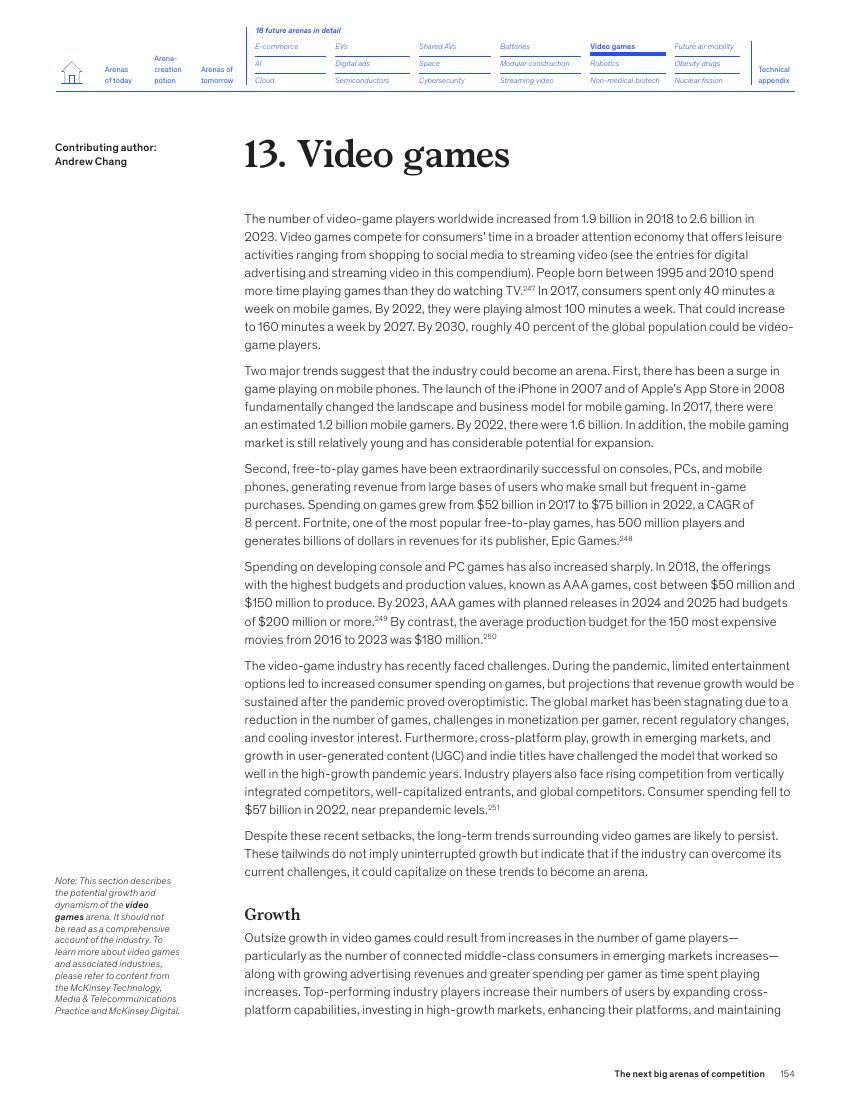 18 future arenas in detail
E-commerce
EVs
Shared AVs
Batteries
Video games
Future air mobility
AI
Digital ads
Space
Modular construction
Robotics
Obesity drugs
Cloud
Semiconductors
Cybersecurity
Streaming video
Non-medical biotech
Nuclear fission
Arenas
of today
Arena-
creation
potion
Arenas of
tomorrow
Technical
appendix
Contributing author:
Andrew Chang
13. Video games
The number of video-game players worldwide increased from 1.9 billion in 2018 to 2.6 billion in
2023. Video games compete for consumers' time in a broader attention economy that offers leisure
activities ranging from shopping to social media to streaming video (see the entries for digital
advertising and streaming video in this compendium). People born between 1995 and 2010 spend
more time playing games than they do watching TV.247 In 2017, consumers spent only 40 minutes a
week on mobile games. By 2022, they were playing almost 100 minutes a week. That could increase
to 160 minutes a week by 2027. By 2030, roughly 40 percent of the global population could be video-
game players.
Two major trends suggest that the industry could become an arena. First, there has been a surge in
game playing on mobile phones. The launch of the iPhone in 2007 and of Apple's App Store in 2008
fundamentally changed the landscape and business model for mobile gaming. In 2017, there were
an estimated 1.2 billion mobile gamers. By 2022, there were 1.6 billion. In addition, the mobile gaming
market is still relatively young and has considerable potential for expansion.
Second, free-to-play games have been extraordinarily successful on consoles, PCs, and mobile
phones, generating revenue from large bases of users who make small but frequent in-game
purchases. Spending on games grew from $52 billion in 2017 to $75 billion in 2022, a CAGR of
8 percent. Fortnite, one of the most popular free-to-play games, has 500 million players and
generates billions of dollars in revenues for its publisher, Epic Games.248
Spending on developing console and PC games has also increased sharply. In 2018, the offerings
with the highest budgets and production values, known as AAA games, cost between $50 million and
$150 million to produce. By 2023, AAA games with planned releases in 2024 and 2025 had budgets
of $200 million or more.249 By contrast, the average production budget for the 150 most expensive
movies from 2016 to 2023 was $180 million.250
The video-game industry has recently faced challenges. During the pandemic, limited entertainment
options led to increased consumer spending on games, but projections that revenue growth would be
sustained after the pandemic proved overoptimistic. The global market has been stagnating due to a
reduction in the number of games, challenges in monetization per gamer, recent regulatory changes,
and cooling investor interest. Furthermore, cross-platform play, growth in emerging markets, and
growth in user-generated content (UGC) and indie titles have challenged the model that worked so
well in the high-growth pandemic years. Industry players also face rising competition from vertically
integrated competitors, well-capitalized entrants, and global competitors. Consumer spending fell to
$57 billion in 2022, near prepandemic levels.251
Despite these recent setbacks, the long-term trends surrounding video games are likely to persist.
These tailwinds do not imply uninterrupted growth but indicate that if the industry can overcome its
current challenges, it could capitalize on these trends to become an arena.
Note: This section describes
the potential growth and
dynamism of the video
games arena. It should not
be read as a comprehensive
account of the industry. To
learn more about video games
and associated industries,
please refer to content from
the McKinsey Technology,
Media & Telecommunications
Practice and McKinsey Digital.
Growth
Outsize growth in video games could result from increases in the number of game players—
particularly as the number of connected middle-class consumers in emerging markets increases—
along with growing advertising revenues and greater spending per gamer as time spent playing
increases. Top-performing industry players increase their numbers of users by expanding cross-
platform capabilities, investing in high-growth markets, enhancing their platforms, and maintaining
The next big arenas of competition 154